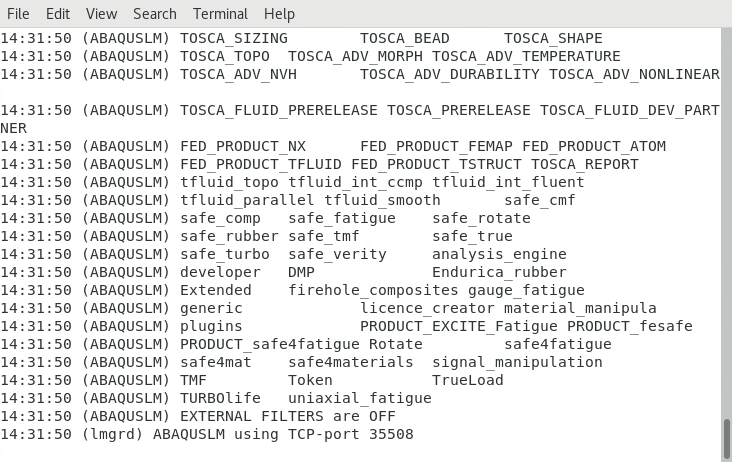 File Edit View Search Terminal Help
14:31:50 (ABAQUSLM) TOSCA_SIZING        TOSCA_BEAD      TOSCA_SHAPE
14:31:50 (ABAQUSLM) TOSCA_TOPO  TOSCA_ADV_MORPH TOSCA_ADV_TEMPERATURE
14:31:50 (ABAQUSLM) TOSCA_ADV_NVH       TOSCA_ADV_DURABILITY TOSCA_ADV_NONLINEAR
14:31:50 (ABAQUSLM) TOSCA_FLUID_PRERELEASE TOSCA_PRERELEASE TOSCA_FLUID_DEV_PART
NER
14:31:50 (ABAQUSLM) FED_PRODUCT_NX      FED_PRODUCT_FEMAP FED_PRODUCT_ATOM
14:31:50 (ABAQUSLM) FED_PRODUCT_TFLUID FED_PRODUCT_TSTRUCT TOSCA_REPORT
14:31:50 (ABAQUSLM) tfluid_topo tfluid_int_ccmp tfluid_int_fluent
14:31:50 (ABAQUSLM) tfluid_parallel tfluid_smooth       safe_cmf
14:31:50 (ABAQUSLM) safe_comp   safe_fatigue    safe_rotate
14:31:50 (ABAQUSLM) safe_rubber safe_tmf        safe_true
14:31:50 (ABAQUSLM) safe_turbo  safe_verity     analysis_engine
14:31:50 (ABAQUSLM) developer   DMP             Endurica_rubber
14:31:50 (ABAQUSLM) Extended    firehole_composites gauge_fatigue
14:31:50 (ABAQUSLM) generic             licence_creator material_manipula
14:31:50 (ABAQUSLM) plugins             PRODUCT_EXCITE_Fatigue PRODUCT_fesafe
14:31:50 (ABAQUSLM) PRODUCT_safe4fatigue Rotate         safe4fatigue
14:31:50 (ABAQUSLM) safe4mat    safe4materials  signal_manipulation
14:31:50 (ABAQUSLM) TMF         Token           TrueLoad
14:31:50 (ABAQUSLM) TURBOlife   uniaxial_fatigue
14:31:50 (ABAQUSLM) EXTERNAL FILTERS are OFF
14:31:50 (lmgrd) ABAQUSLM using TCP-port 35508